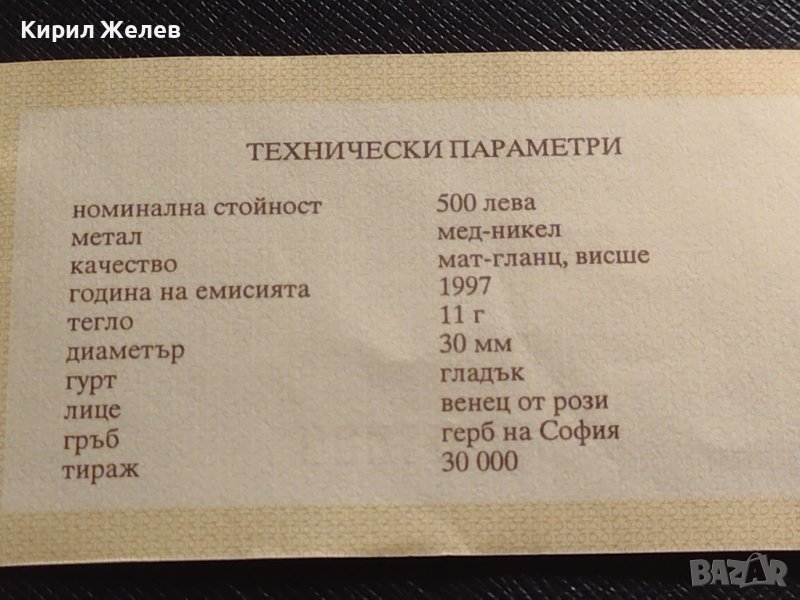 Кирил Желев
ТЕХНИЧЕСКИ ПАРАМЕТРИ
номинална стойност 500 лева
метал мед-никел
качество мат-гланц, висше
година на емисията 1997
тегло 11 г
диаметър 30 мм
гурт гладък
лице венец от рози
гръб герб на София
тираж 30 000
BAZAR